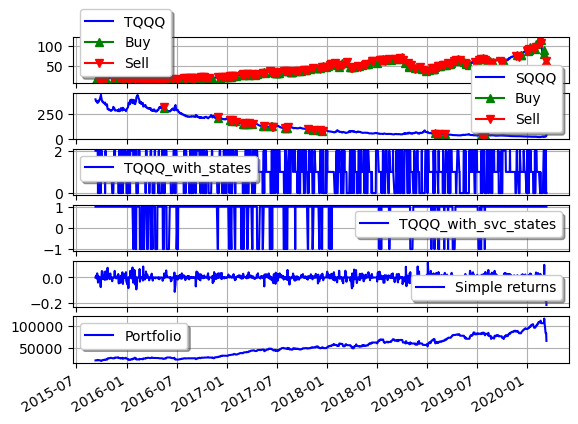 TQQQ
Buy
Sell
100
50
SQQQ
Buy
Sell
250
0
2
TQQQ_with_states
0
1
TQQQ_with_svc_states
0
−1
0.0
Simple returns
−0.2
100000
Portfolio
50000
2015-07
2016-01
2016-07
2017-01
2017-07
2018-01
2018-07
2019-01
2019-07
2020-01